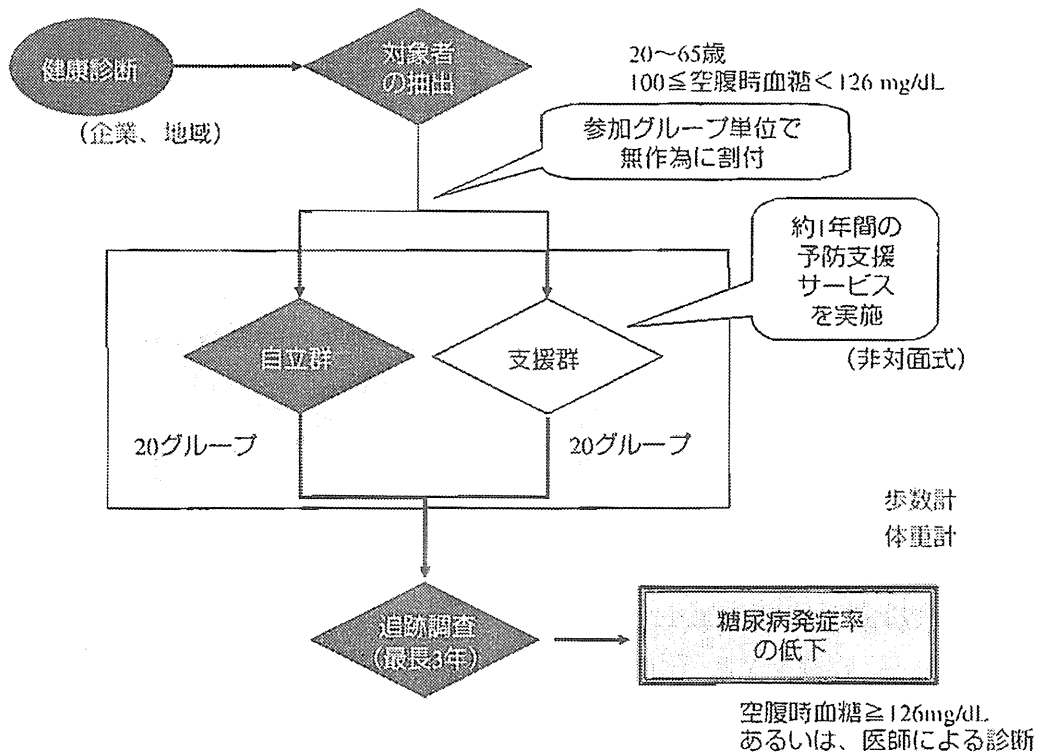 健康診断
(企業、地域)
対象者
の抽出
20～65歳
100≦空腹時血糖＜126 mg/dL
参加グループ単位で
無作為に割付
約1年間の
予防支援
サービス
を実施
(非対面式)
自立群
支援群
20グループ
20グループ
歩数計
体重計
追跡調査
(最長3年)
糖尿病発症率
の低下
空腹時血糖≧126mg/dL
あるいは、医師による診断